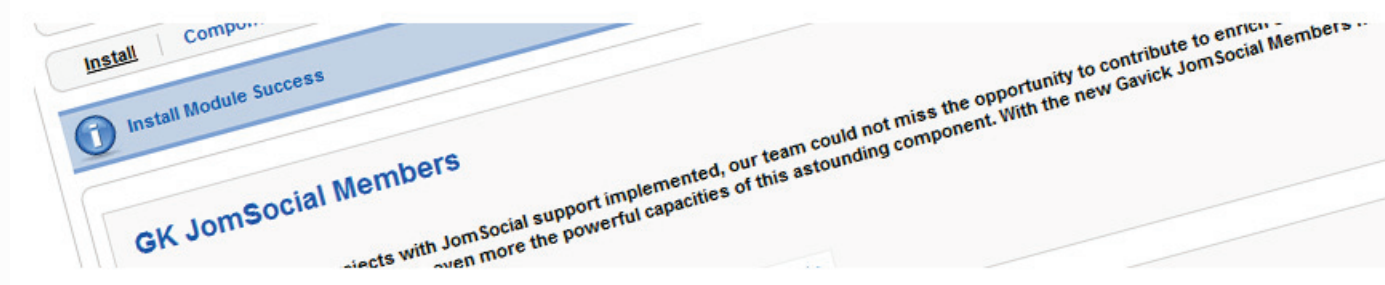 Install
Install Module Success
GK JomSocial Members
with JomSocial support implemented, our team could not miss the opportunity to contribute to enrich
even more the powerful capacities of this astounding component. With the new Gavick JomSocial Members